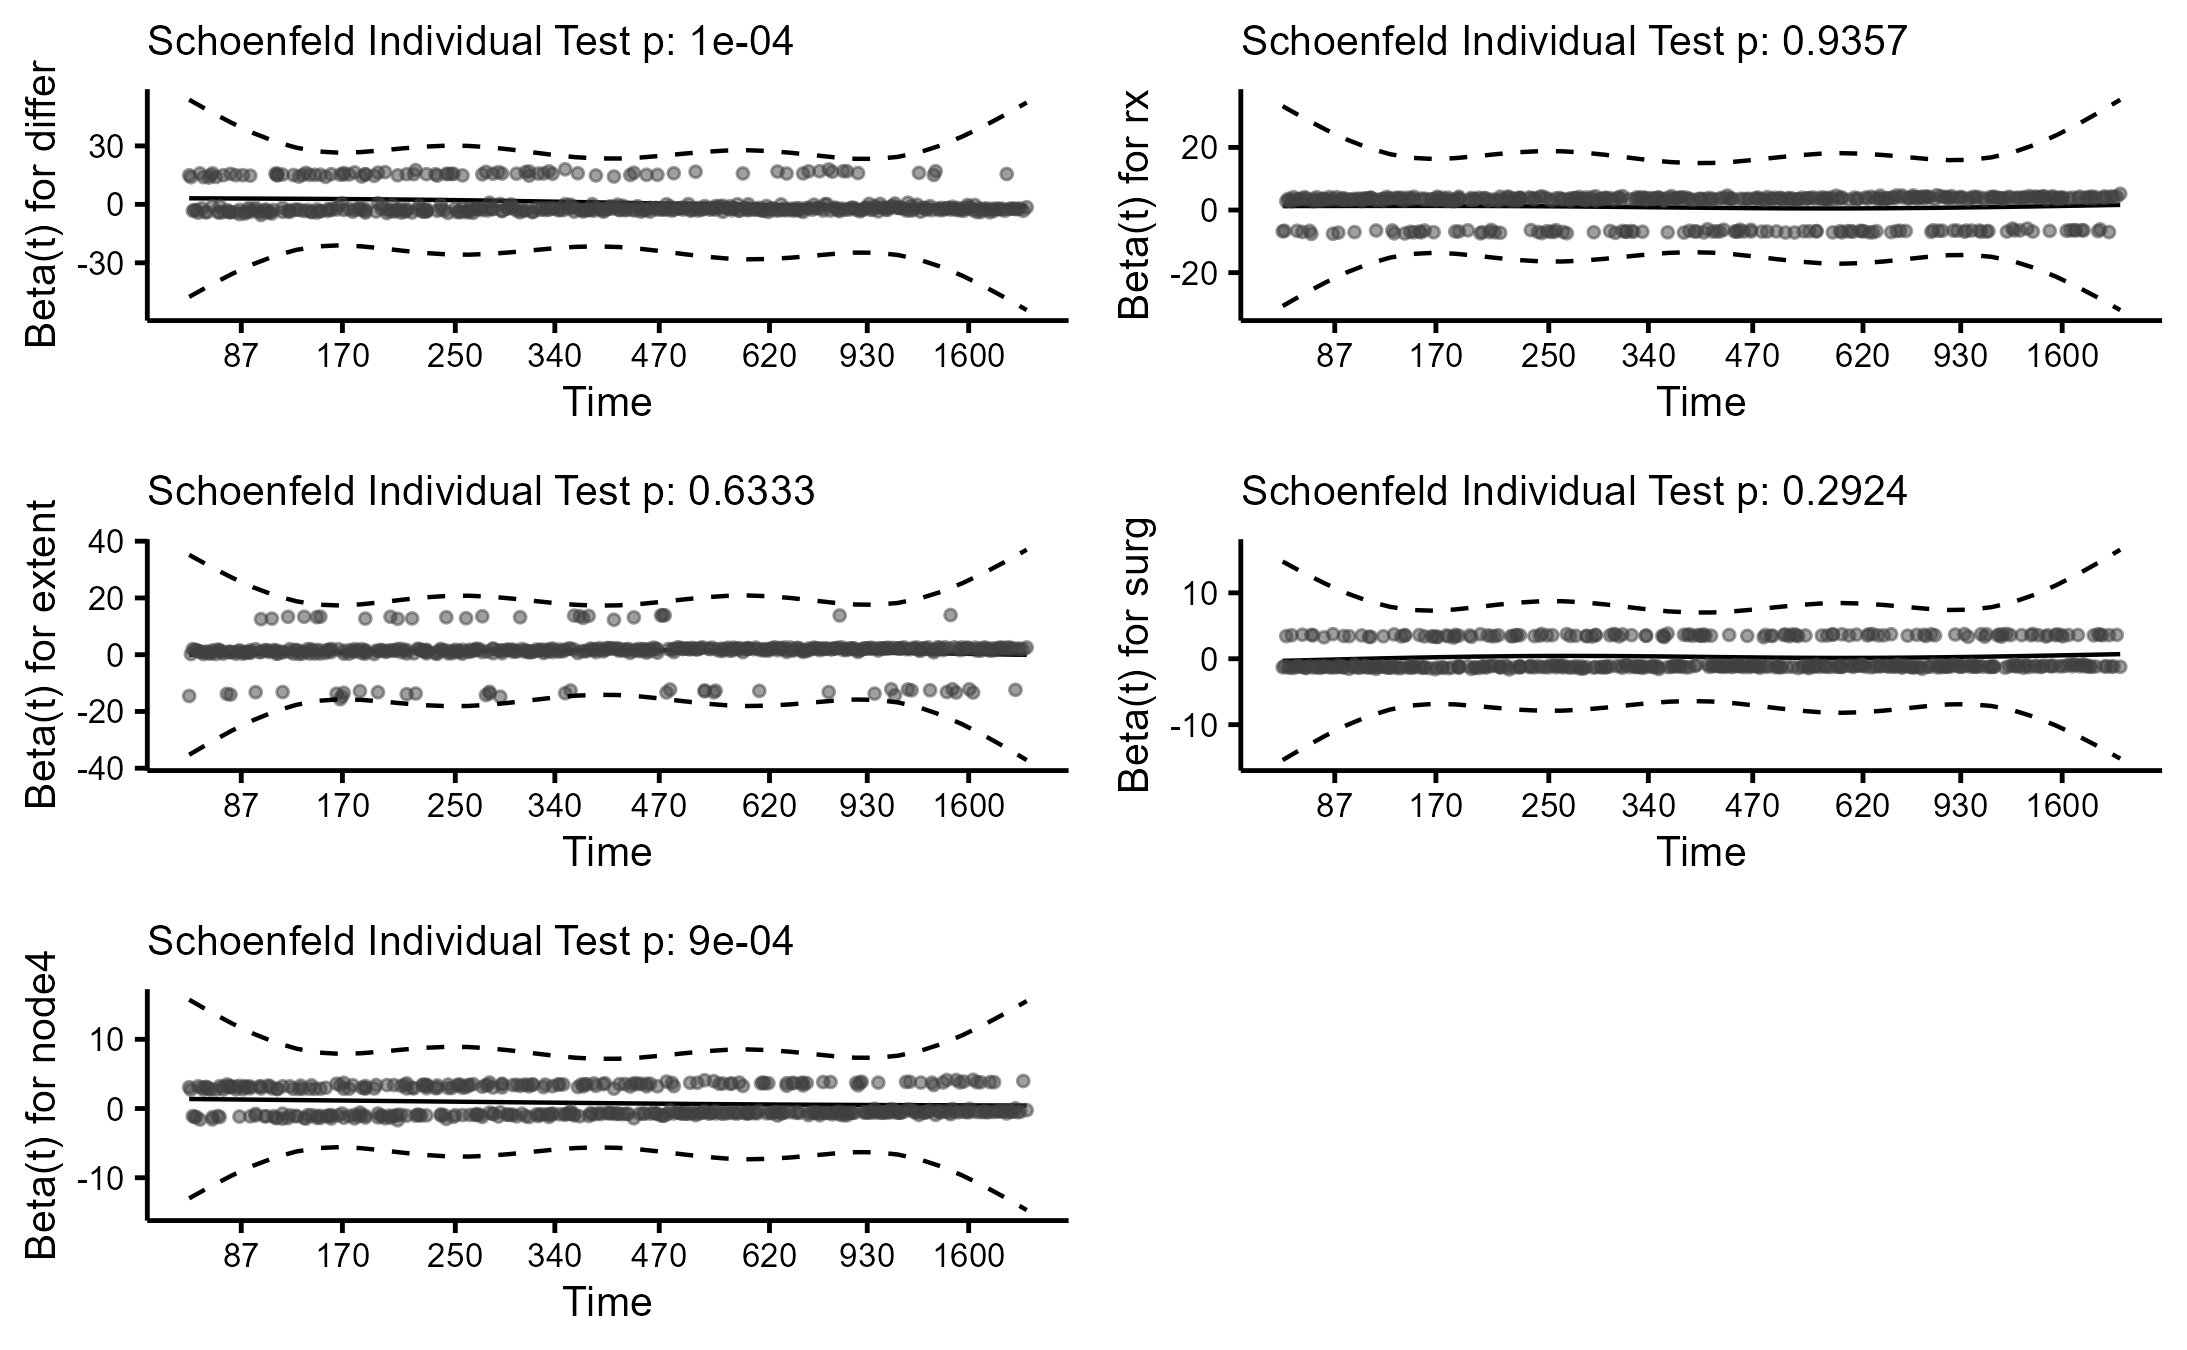 Schoenfeld Individual Test p: 1e-04
Beta(t) for differ
30
0
-30
87 170 250 340 470 620 930 1600
Time
Schoenfeld Individual Test p: 0.9357
Beta(t) for rx
20
0
-20
87 170 250 340 470 620 930 1600
Time
Schoenfeld Individual Test p: 0.6333
Beta(t) for extent
40
20
0
-20
-40
87 170 250 340 470 620 930 1600
Time
Schoenfeld Individual Test p: 0.2924
Beta(t) for surg
10
0
-10
87 170 250 340 470 620 930 1600
Time
Schoenfeld Individual Test p: 9e-04
Beta(t) for node4
10
0
-10
87 170 250 340 470 620 930 1600
Time